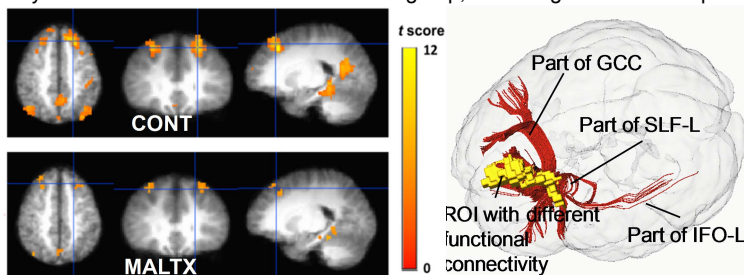 CONT
MALTX
t score
12
0
Part of GCC
Part of SLF-L
ROI with different
functional
connectivity
Part of IFO-L